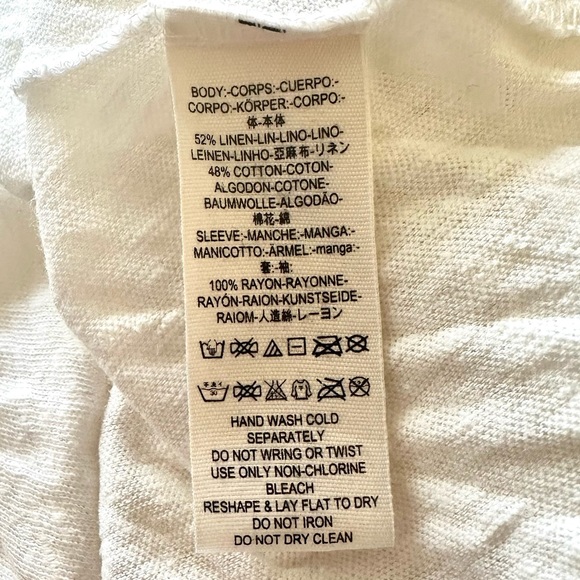 BODY:-CORPS:-CUERPO:-
CORPO:-KÖRPER:-CORPO:-
体-本体
52% LINEN-LIN-LINO-LINO-
LEINEN-LINHO-亞麻布-リネン
48% COTTON-COTON-
ALGODON-COTONE-
BAUMWOLLE-ALGODÃO-
棉花-綿
SLEEVE:-MANCHE:-MANGA:-
MANICOTTO:-ÄRMEL:-manga:-
套:-袖:
100% RAYON-RAYONNE-
RAYÓN-RAION-KUNSTSEIDE-
RAIOM-人造絲-レーヨン
手洗イ
30
HAND WASH COLD
SEPARATELY
DO NOT WRING OR TWIST
USE ONLY NON-CHLORINE
BLEACH
RESHAPE & LAY FLAT TO DRY
DO NOT IRON
DO NOT DRY CLEAN